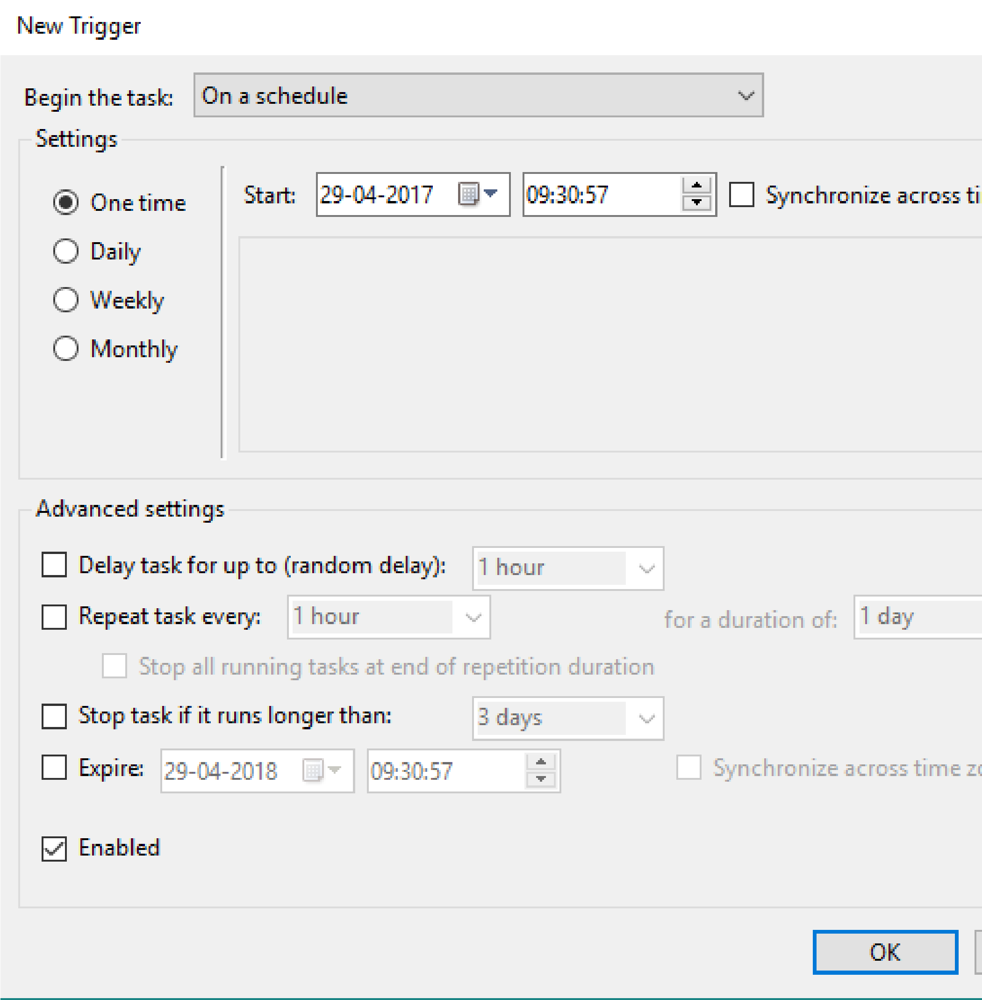 New Trigger
Begin the task: On a schedule
Settings
One time
Start: 29-04-2017 09:30:57 Synchronize across
Daily
Weekly
Monthly
Advanced settings
Delay task for up to (random delay): 1 hour
Repeat task every: 1 hour for a duration of: 1 day
Stop all running tasks at end of repetition duration
Stop task if it runs longer than: 3 days
Expire: 29-04-2018 09:30:57 Synchronize across time
Enabled
OK